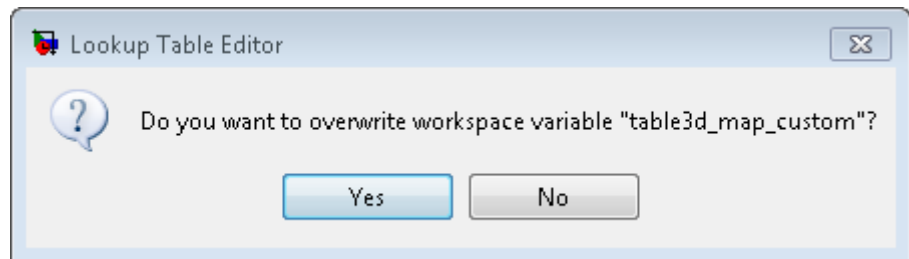 Lookup Table Editor
Do you want to overwrite workspace variable "table3d_map_custom"?
Yes No